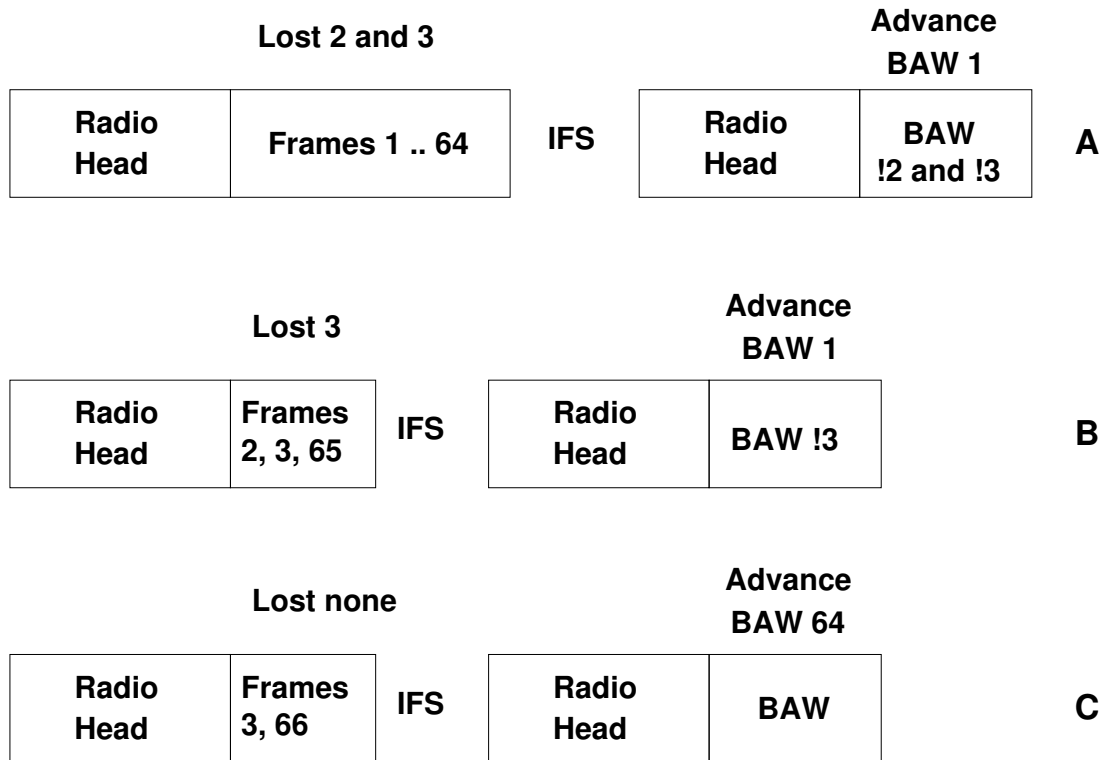 Lost 2 and 3
Advance
BAW 1
Radio
Head
Frames 1 .. 64
IFS
Radio
Head
BAW
!2 and !3
A
Lost 3
Advance
BAW 1
Radio
Head
Frames
2, 3, 65
IFS
Radio
Head
BAW !3
B
Lost none
Advance
BAW 64
Radio
Head
Frames
3, 66
IFS
Radio
Head
BAW
C